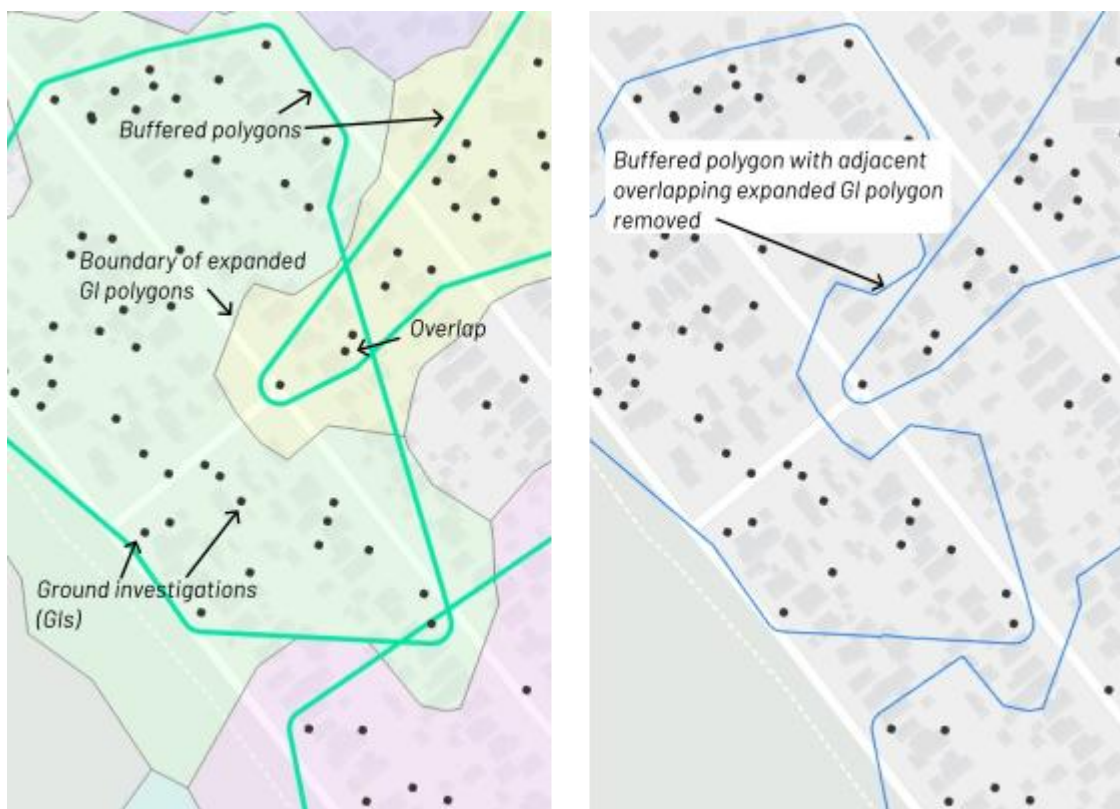 Buffered polygons
Boundary of expanded
GI polygons
Overlap
Ground investigations
(GIs)
Buffered polygon with adjacent
overlapping expanded GI polygon
removed